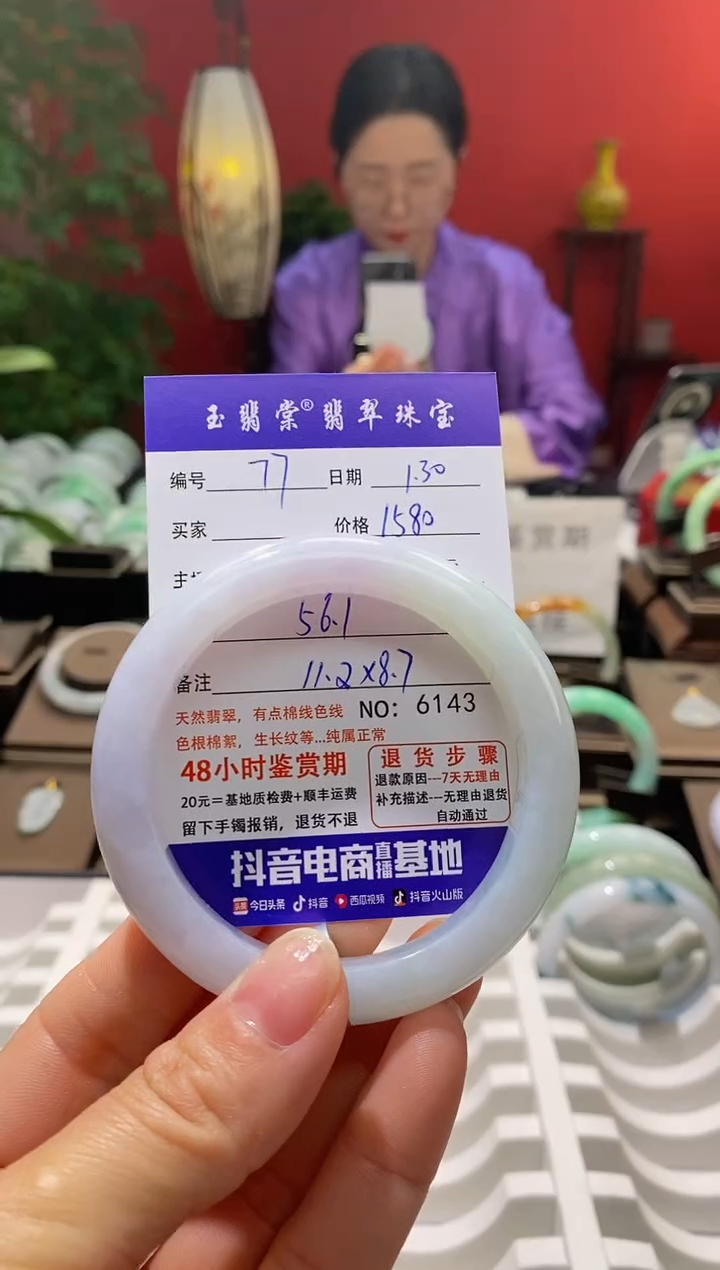 玉翡棠®翡翠珠宝
编号 77 日期 1.30
买家 价格 1580
主
56.1
备注 11.2×8.7
天然翡翠，有点棉线色线 NO: 6143
色根棉絮，生长纹等...纯属正常
48小时鉴赏期
20元=基地质检费+顺丰运费
留下手镯报销，退货不退
退货步骤
退款原因---7天无理由
补充描述---无理由退货
自动通过
抖音电商直播基地
头条 今日头条 抖音 西瓜视频 抖音火山版
鉴赏期